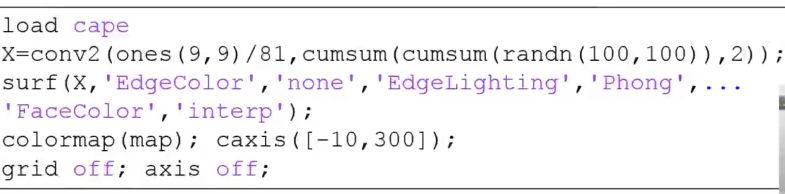 load cape
X=conv2(ones(9,9)/81,cumsum(cumsum(randn(100,100)),2));
surf(X,'EdgeColor','none','EdgeLighting','Phong',...
'FaceColor','interp');
colormap(map); caxis([-10,300]);
grid off; axis off;